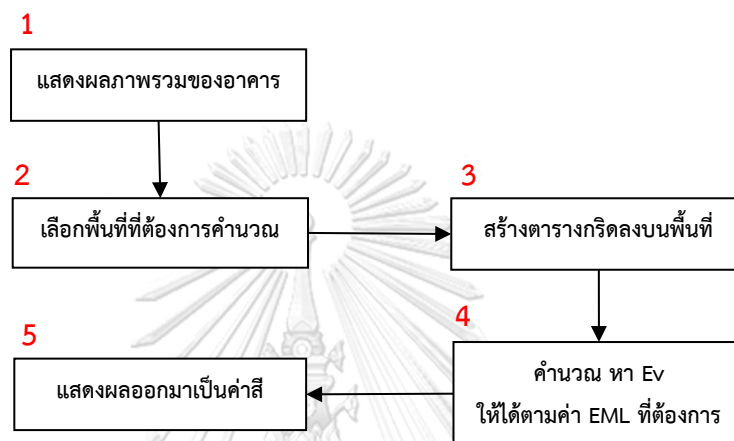 1
แสดงผลภาพรวมของอาคาร
2
เลือกพื้นที่ที่ต้องการคำนวณ
3
สร้างตารางกริดลงบนพื้นที่
4
คำนวณ หา Ev
ให้ได้ตามค่า EML ที่ต้องการ
5
แสดงผลออกมาเป็นค่าสี